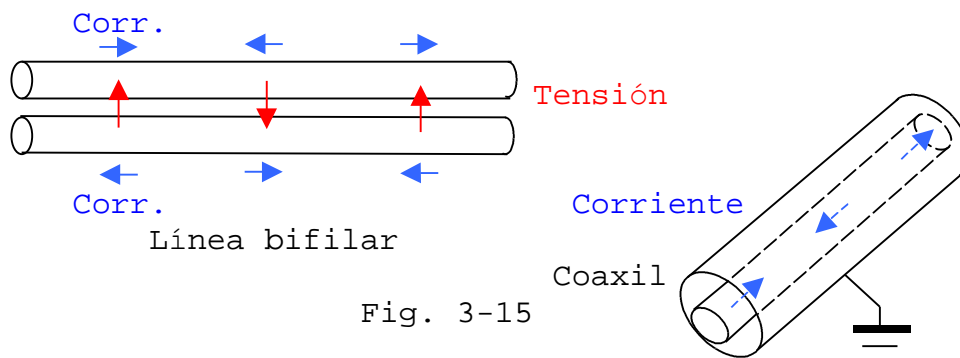 Corr.
Tensión
Corr.
Línea bifilar
Corriente
Coaxil
Fig. 3-15